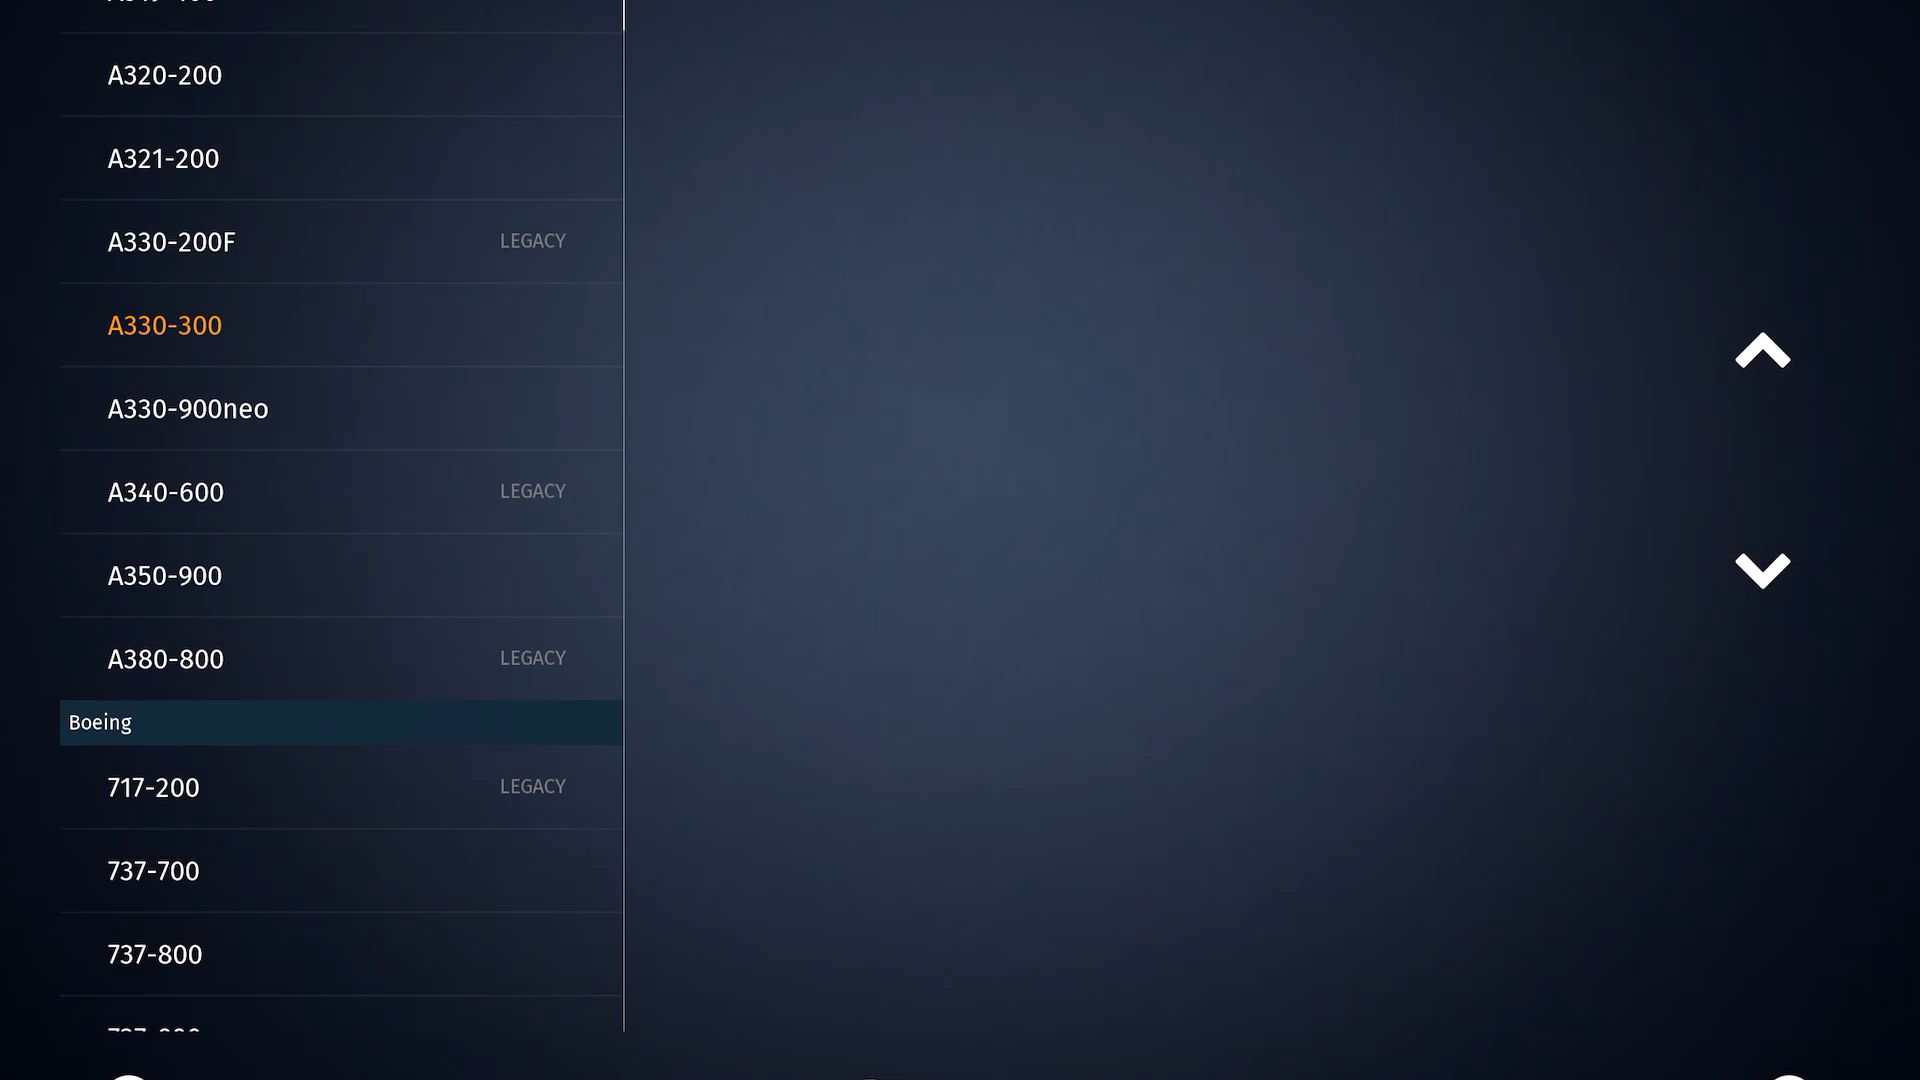 A320-200
A321-200
A330-200F LEGACY
A330-300
A330-900neo
A340-600 LEGACY
A350-900
A380-800 LEGACY
Boeing
717-200 LEGACY
737-700
737-800